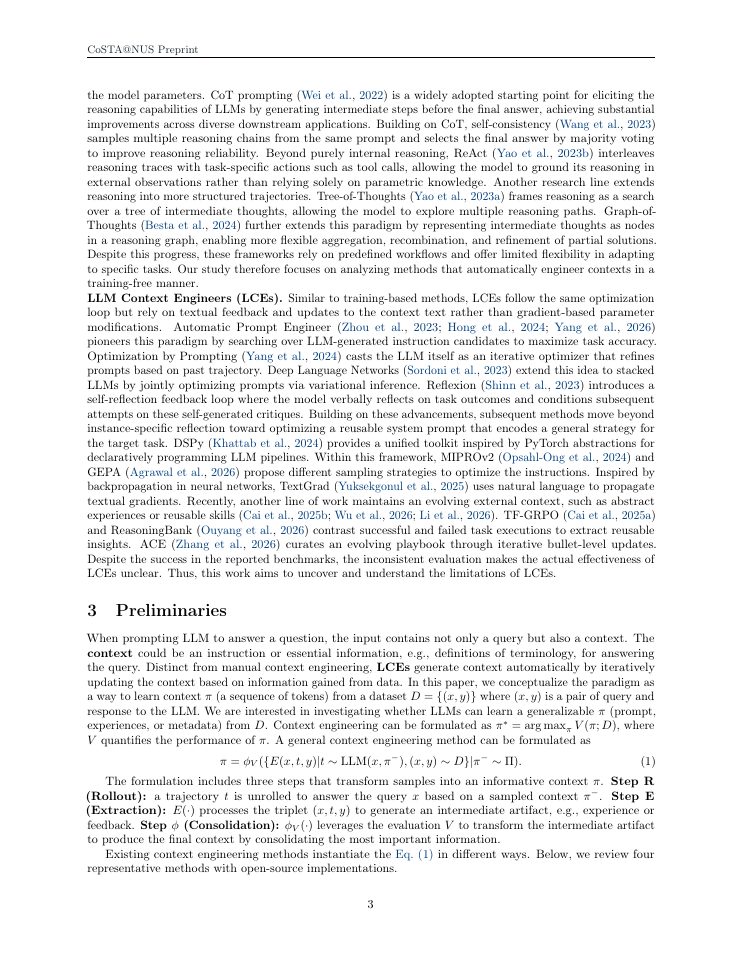 CoSTA@NUS Preprint
the model parameters. CoT prompting (Wei et al., 2022) is a widely adopted starting point for eliciting the
reasoning capabilities of LLMs by generating intermediate steps before the final answer, achieving substantial
improvements across diverse downstream applications. Building on CoT, self-consistency (Wang et al., 2023)
samples multiple reasoning chains from the same prompt and selects the final answer by majority voting
to improve reasoning reliability. Beyond purely internal reasoning, ReAct (Yao et al., 2023b) interleaves
reasoning traces with task-specific actions such as tool calls, allowing the model to ground its reasoning in
external observations rather than relying solely on parametric knowledge. Another research line extends
reasoning into more structured trajectories. Tree-of-Thoughts (Yao et al., 2023a) frames reasoning as a search
over a tree of intermediate thoughts, allowing the model to explore multiple reasoning paths. Graph-of-
Thoughts (Besta et al., 2024) further extends this paradigm by representing intermediate thoughts as nodes
in a reasoning graph, enabling more flexible aggregation, recombination, and refinement of partial solutions.
Despite this progress, these frameworks rely on predefined workflows and offer limited flexibility in adapting
to specific tasks. Our study therefore focuses on analyzing methods that automatically engineer contexts in a
training-free manner.
LLM Context Engineers (LCEs). Similar to training-based methods, LCEs follow the same optimization
loop but rely on textual feedback and updates to the context text rather than gradient-based parameter
modifications. Automatic Prompt Engineer (Zhou et al., 2023; Hong et al., 2024; Yang et al., 2026)
pioneers this paradigm by searching over LLM-generated instruction candidates to maximize task accuracy.
Optimization by Prompting (Yang et al., 2024) casts the LLM itself as an iterative optimizer that refines
prompts based on past trajectory. Deep Language Networks (Sordoni et al., 2023) extend this idea to stacked
LLMs by jointly optimizing prompts via variational inference. Reflexion (Shinn et al., 2023) introduces a
self-reflection feedback loop where the model verbally reflects on task outcomes and conditions subsequent
attempts on these self-generated critiques. Building on these advancements, subsequent methods move beyond
instance-specific reflection toward optimizing a reusable system prompt that encodes a general strategy for
the target task. DSPy (Khattab et al., 2024) provides a unified toolkit inspired by PyTorch abstractions for
declaratively programming LLM pipelines. Within this framework, MIPROv2 (Opsahl-Ong et al., 2024) and
GEPA (Agrawal et al., 2026) propose different sampling strategies to optimize the instructions. Inspired by
backpropagation in neural networks, TextGrad (Yuksekgonul et al., 2025) uses natural language to propagate
textual gradients. Recently, another line of work maintains an evolving external context, such as abstract
experiences or reusable skills (Cai et al., 2025b; Wu et al., 2026; Li et al., 2026). TF-GRPO (Cai et al., 2025a)
and ReasoningBank (Ouyang et al., 2026) contrast successful and failed task executions to extract reusable
insights. ACE (Zhang et al., 2026) curates an evolving playbook through iterative bullet-level updates.
Despite the success in the reported benchmarks, the inconsistent evaluation makes the actual effectiveness of
LCEs unclear. Thus, this work aims to uncover and understand the limitations of LCEs.
3 Preliminaries
When prompting LLM to answer a question, the input contains not only a query but also a context. The
context could be an instruction or essential information, e.g., definitions of terminology, for answering
the query. Distinct from manual context engineering, LCEs generate context automatically by iteratively
updating the context based on information gained from data. In this paper, we conceptualize the paradigm as
a way to learn context π (a sequence of tokens) from a dataset D = {(x, y)} where (x, y) is a pair of query and
response to the LLM. We are interested in investigating whether LLMs can learn a generalizable π (prompt,
experiences, or metadata) from D. Context engineering can be formulated as π* = arg maxπ V(π; D), where
V quantifies the performance of π. A general context engineering method can be formulated as
π = ϕV({E(x, t, y)|t ∼ LLM(x, π⁻), (x, y) ∼ D}|π⁻ ∼ Π). (1)
The formulation includes three steps that transform samples into an informative context π. Step R
(Rollout): a trajectory t is unrolled to answer the query x based on a sampled context π⁻. Step E
(Extraction): E(·) processes the triplet (x, t, y) to generate an intermediate artifact, e.g., experience or
feedback. Step ϕ (Consolidation): ϕV(·) leverages the evaluation V to transform the intermediate artifact
to produce the final context by consolidating the most important information.
Existing context engineering methods instantiate the Eq. (1) in different ways. Below, we review four
representative methods with open-source implementations.
3